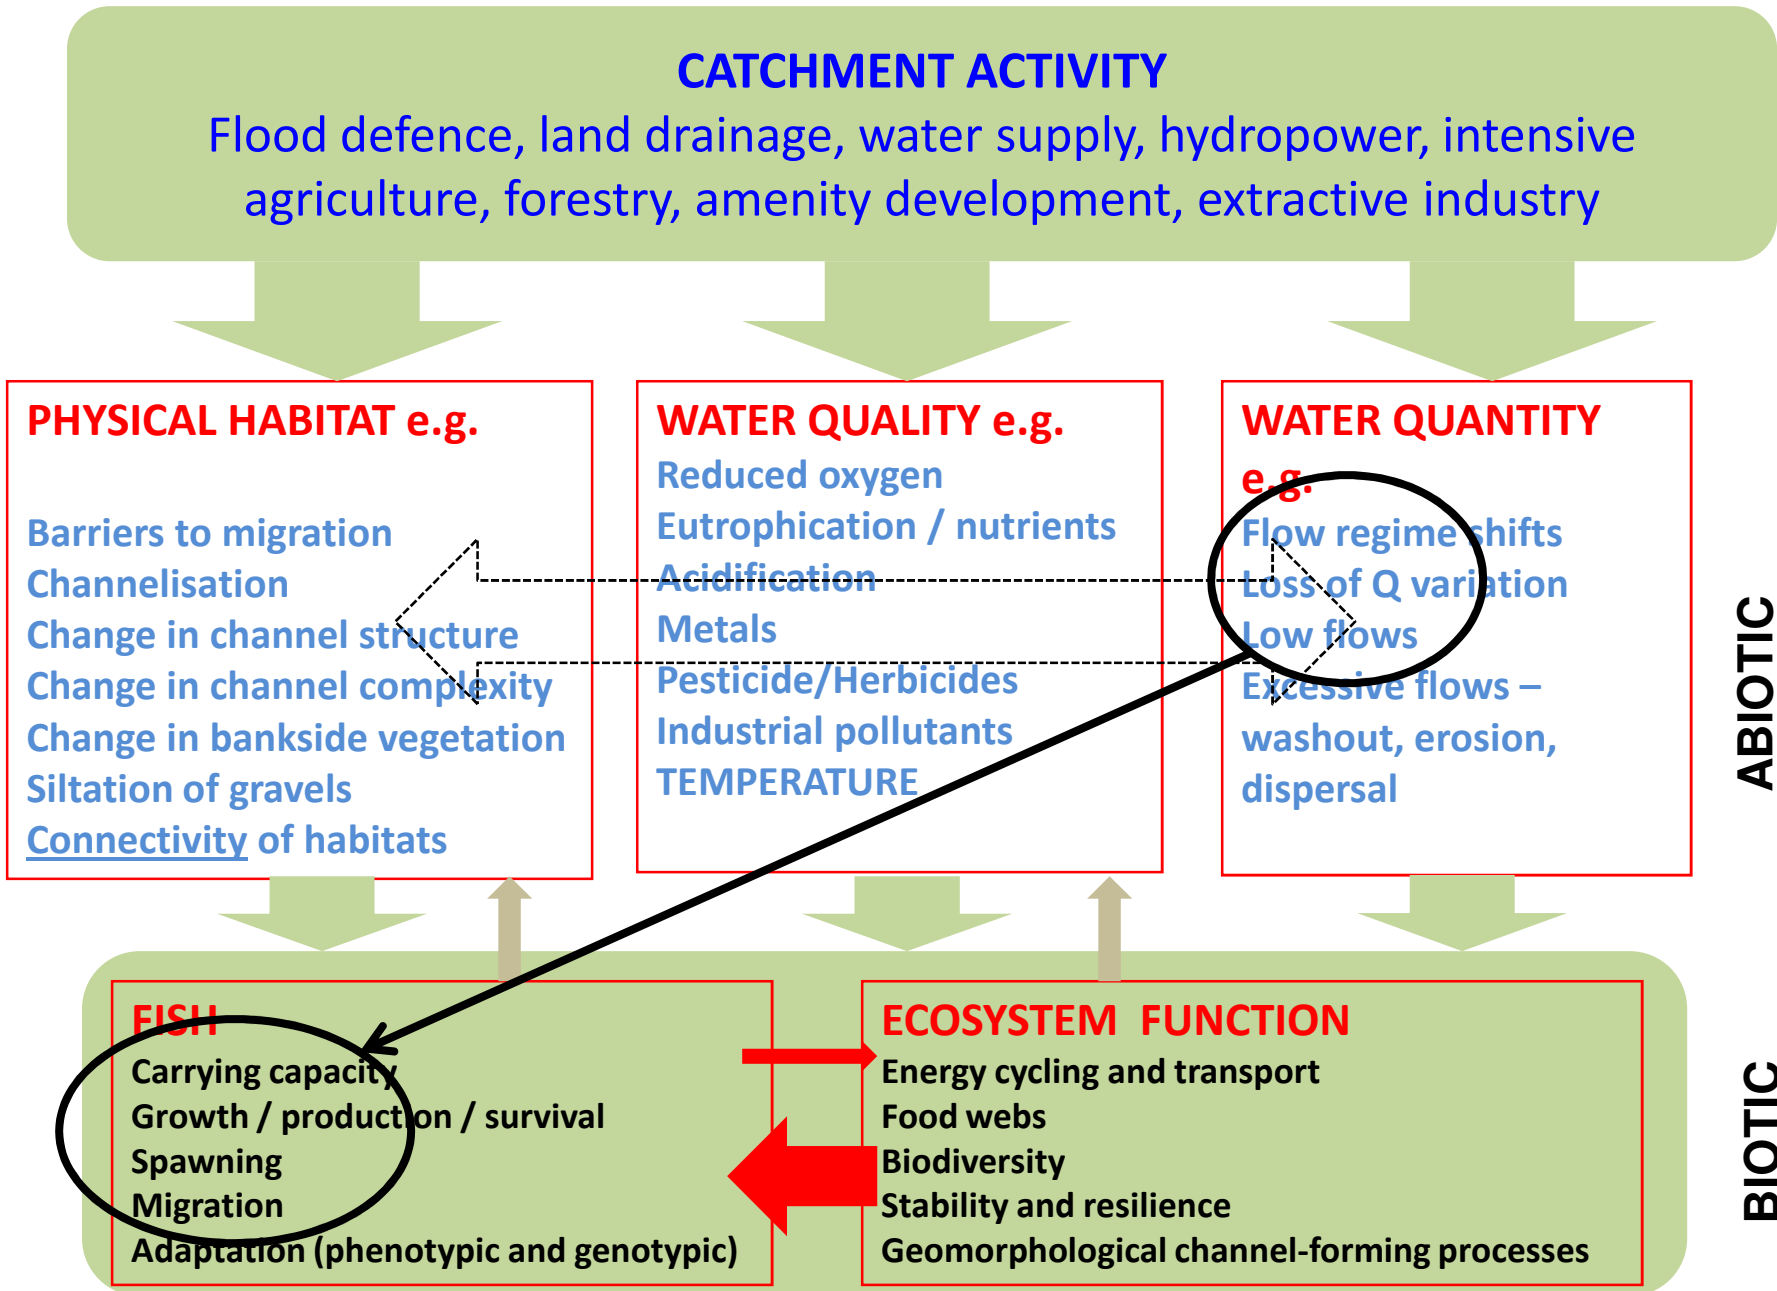 CATCHMENT ACTIVITY
Flood defence, land drainage, water supply, hydropower, intensive
agriculture, forestry, amenity development, extractive industry
PHYSICAL HABITAT e.g.
Barriers to migration
Channelisation
Change in channel structure
Change in channel complexity
Change in bankside vegetation
Siltation of gravels
Connectivity of habitats
WATER QUALITY e.g.
Reduced oxygen
Eutrophication / nutrients
Acidification
Metals
Pesticide/Herbicides
Industrial pollutants
TEMPERATURE
WATER QUANTITY
e.g.
Flow regime shifts
Loss of Q variation
Low flows
Excessive flows –
washout, erosion,
dispersal
ABIOTIC
FISH
Carrying capacity
Growth / production / survival
Spawning
Migration
Adaptation (phenotypic and genotypic)
ECOSYSTEM FUNCTION
Energy cycling and transport
Food webs
Biodiversity
Stability and resilience
Geomorphological channel-forming processes
BIOTIC